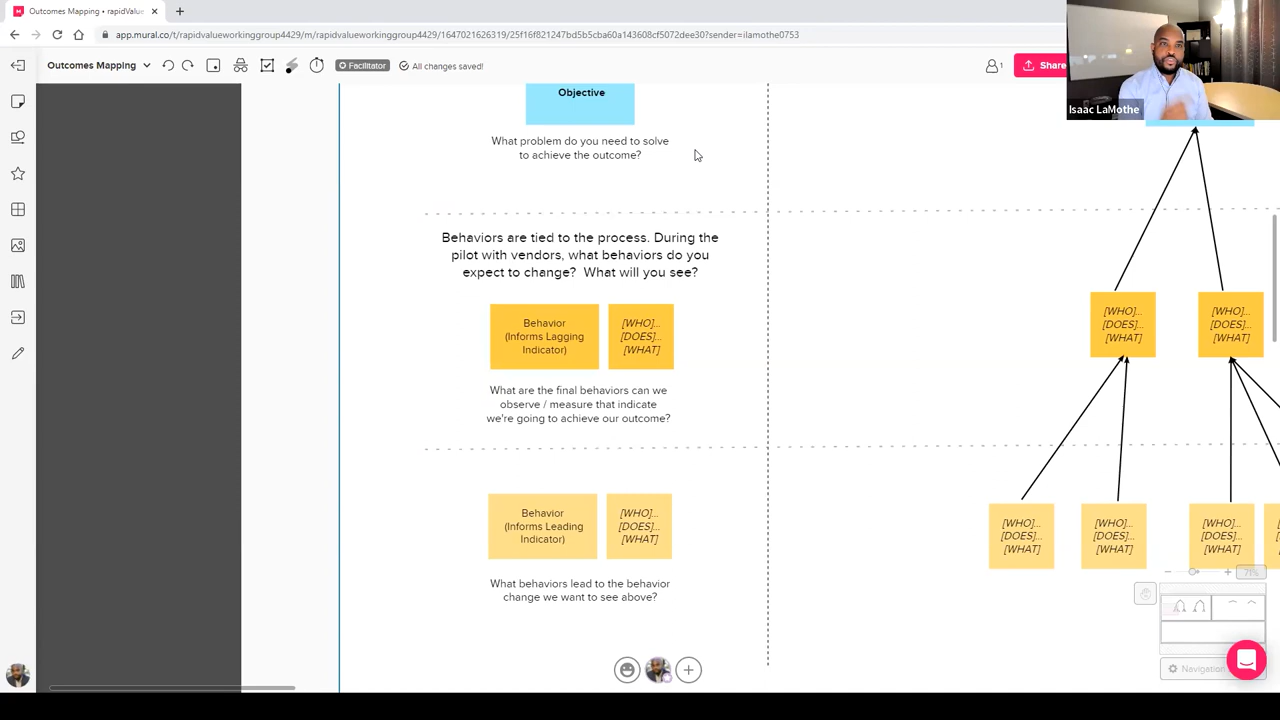 Outcomes Mapping • rapidValue
app.mural.co/t/rapidvalueworkinggroup4429/m/rapidvalueworkinggroup4429/1647021626319/25f16f821247bd5b5cba60a143608cf5072dee30?sender=ilamothe0753
Outcomes Mapping
Facilitator
All changes saved!
1
Share
Isaac LaMothe
Objective
What problem do you need to solve
to achieve the outcome?
Behaviors are tied to the process. During the
pilot with vendors, what behaviors do you
expect to change? What will you see?
Behavior
(Informs Lagging
Indicator)
[WHO]...
[DOES]...
[WHAT]
What are the final behaviors can we
observe / measure that indicate
we're going to achieve our outcome?
Behavior
(Informs Leading
Indicator)
[WHO]...
[DOES]...
[WHAT]
What behaviors lead to the behavior
change we want to see above?
[WHO]...
[DOES]...
[WHAT]
[WHO]...
[DOES]...
[WHAT]
[WHO]...
[DOES]...
[WHAT]
[WHO]...
[DOES]...
[WHAT]
[WHO]...
[DOES]...
[WHAT]
71%
Navigation